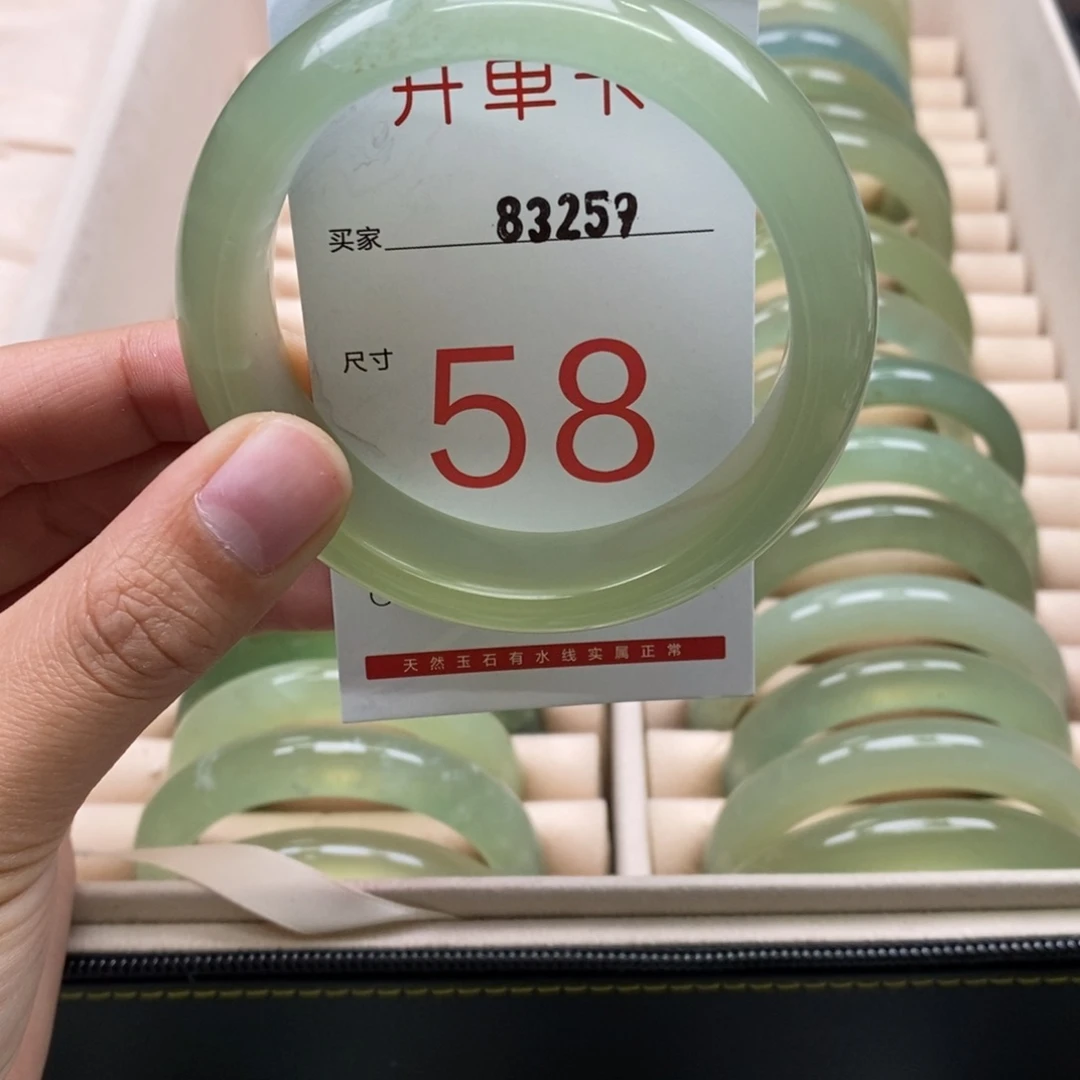 开单卡
买家 83259
尺寸 58
天然玉石有水线实属正常